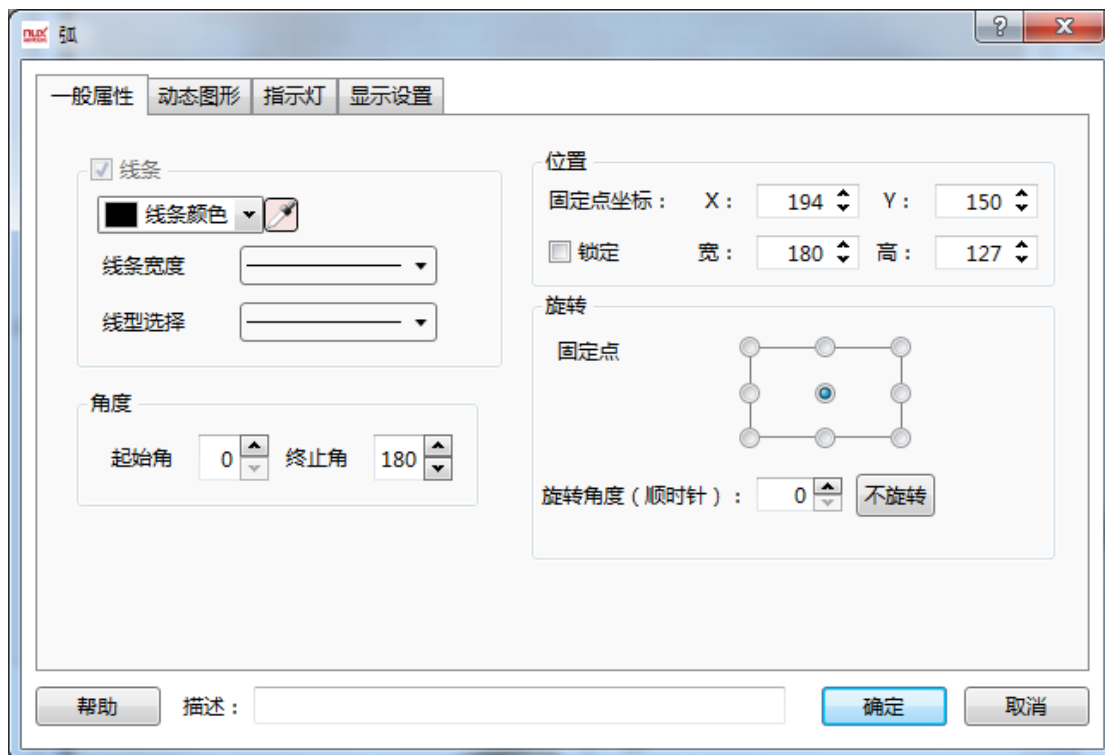 弧
?
X
一般属性 动态图形 指示灯 显示设置
线条
线条颜色
线条宽度
线型选择
角度
起始角 0 终止角 180
位置
固定点坐标： X： 194 Y： 150
锁定 宽： 180 高： 127
旋转
固定点
旋转角度（顺时针）： 0 不旋转
帮助 描述： 确定 取消